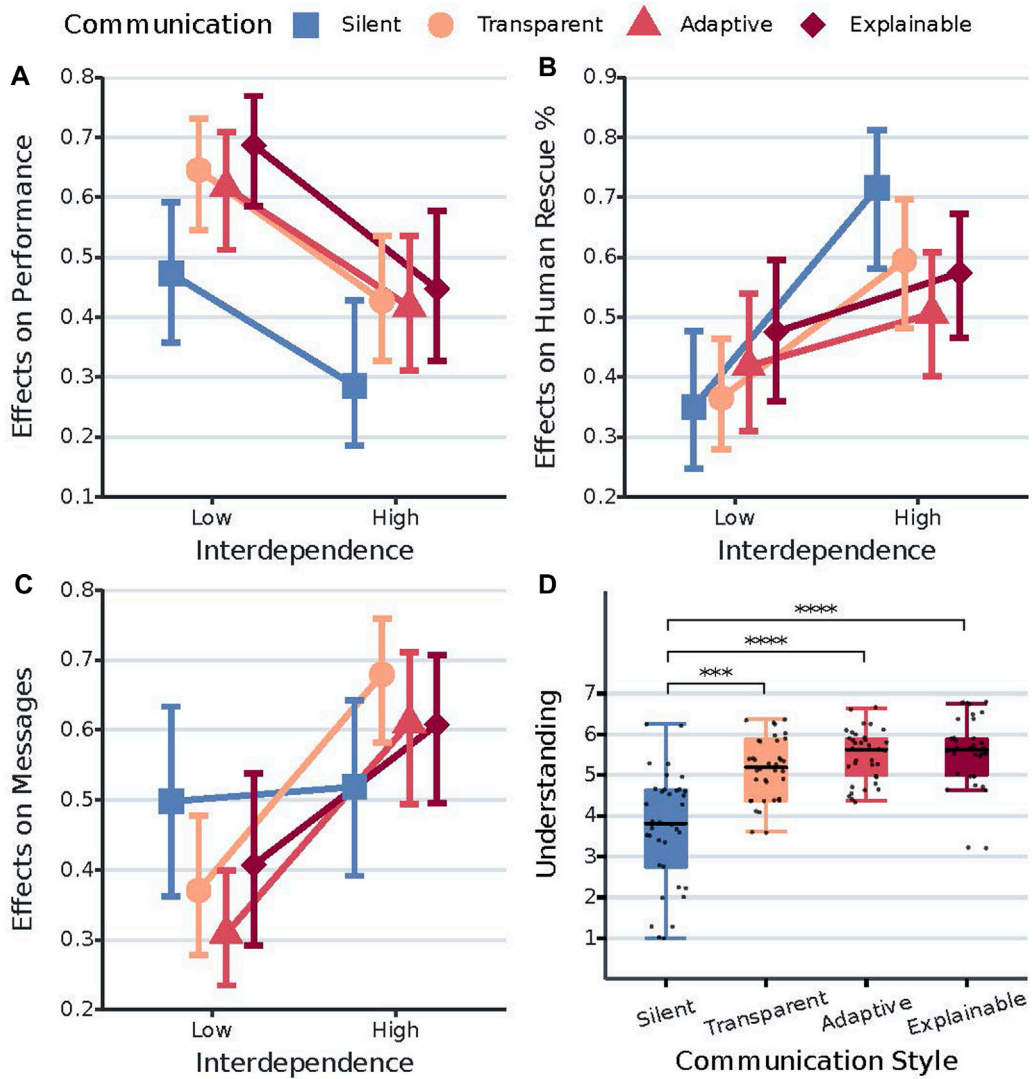 Communication Silent Transparent Adaptive Explainable
A
0.8
0.7
0.6
0.5
0.4
0.3
0.2
0.1
Effects on Performance
Low High
Interdependence
B
0.9
0.8
0.7
0.6
0.5
0.4
0.3
0.2
Effects on Human Rescue %
Low High
Interdependence
C
0.8
0.7
0.6
0.5
0.4
0.3
0.2
Effects on Messages
Low High
Interdependence
D
****
****
***
7
6
5
4
3
2
1
Understanding
Silent Transparent Adaptive Explainable
Communication Style